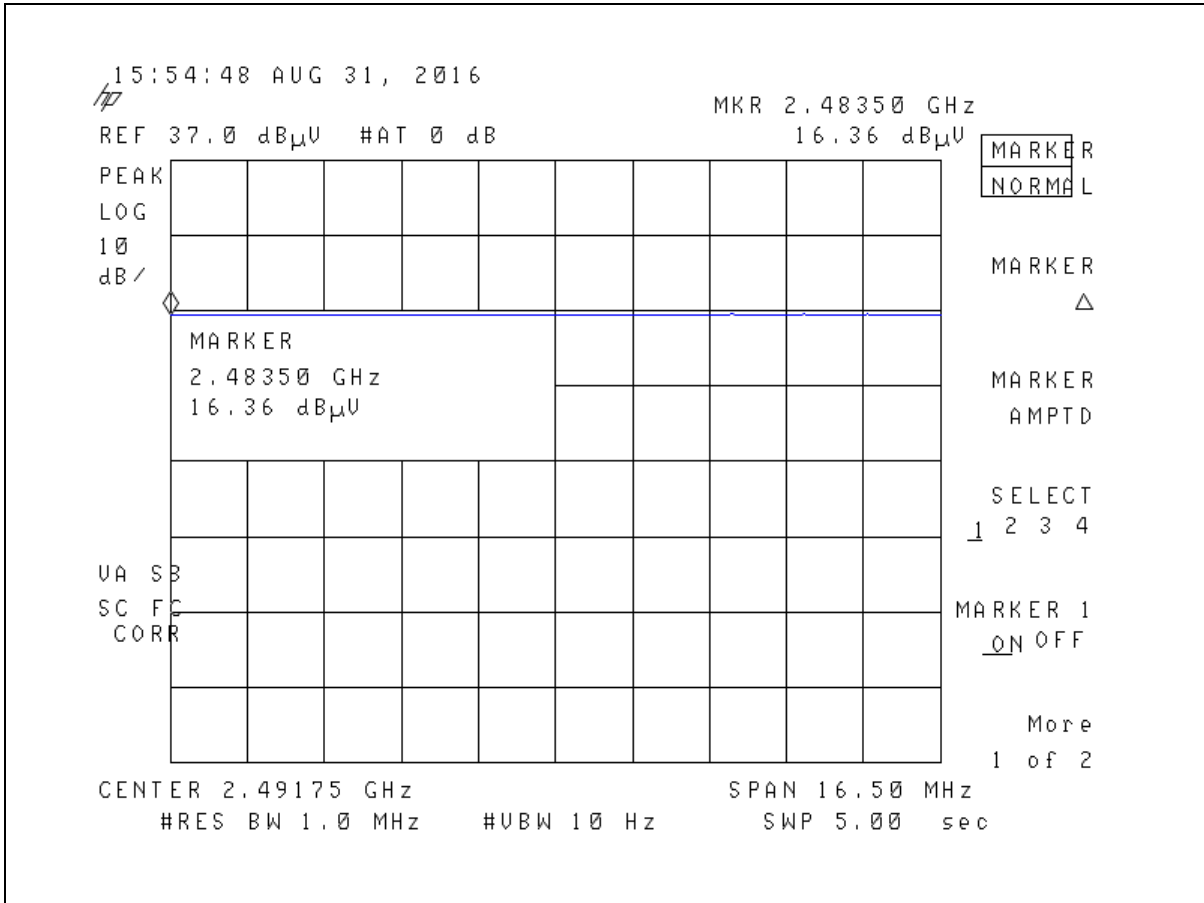 15:54:48 AUG 31, 2016
hp
MKR 2.48350 GHz
REF 37.0 dBµV #AT 0 dB
16.36 dBµV
MARKER
NORMAL
PEAK
LOG
10
dB/
MARKER
△
MARKER
2.48350 GHz
16.36 dBµV
MARKER
AMPTD
SELECT
1 2 3 4
VA SB
SC FC
CORR
MARKER 1
ON OFF
More
1 of 2
CENTER 2.49175 GHz
SPAN 16.50 MHz
#RES BW 1.0 MHz
#VBW 10 Hz
SWP 5.00 sec